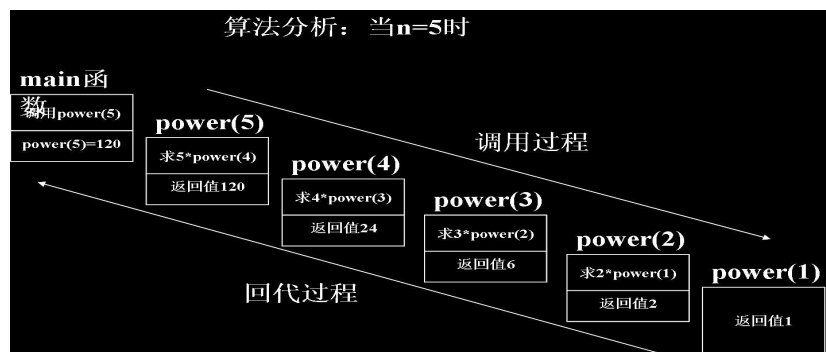 算法分析：当n=5时
main函
数
调用power(5)
power(5)=120
power(5)
求5*power(4)
返回值120
调用过程
power(4)
求4*power(3)
返回值24
power(3)
求3*power(2)
返回值6
power(2)
求2*power(1)
返回值2
power(1)
返回值1
回代过程